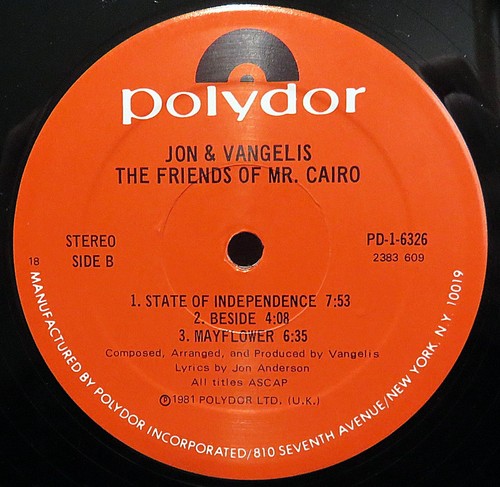 polydor
JON & VANGELIS
THE FRIENDS OF MR. CAIRO
STEREO
SIDE B
18
PD-1-6326
2383 609
1. STATE OF INDEPENDENCE 7:53
2. BESIDE 4:08
3. MAYFLOWER 6:35
Composed, Arranged, and Produced by Vangelis
Lyrics by Jon Anderson
All titles ASCAP
Ⓟ1981 POLYDOR LTD. (U.K.)
MANUFACTURED BY POLYDOR INCORPORATED/810 SEVENTH AVENUE/NEW YORK, N.Y. 10019